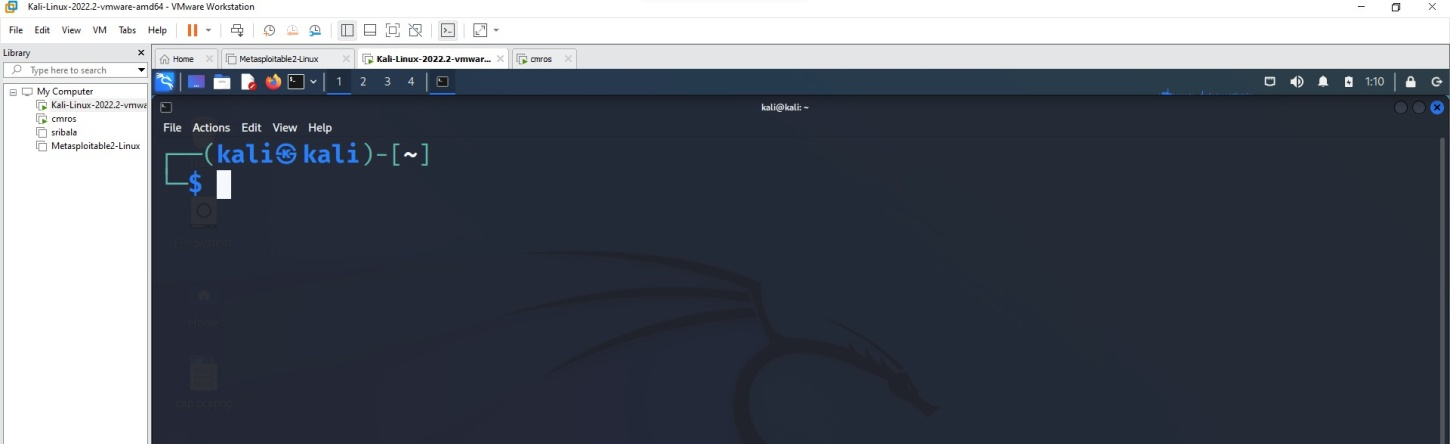 Kali-Linux-2022.2-vmware-amd64 - VMware Workstation
File Edit View VM Tabs Help
Library
Type here to search
My Computer
Kali-Linux-2022.2-vmwa
cmros
sribala
Metasploitable2-Linux
Home Metasploitable2-Linux Kali-Linux-2022.2-vmwar... cmros
1 2 3 4 1:10
kali@kali: ~
File Actions Edit View Help
(kali㉿kali)-[~]
$
Home